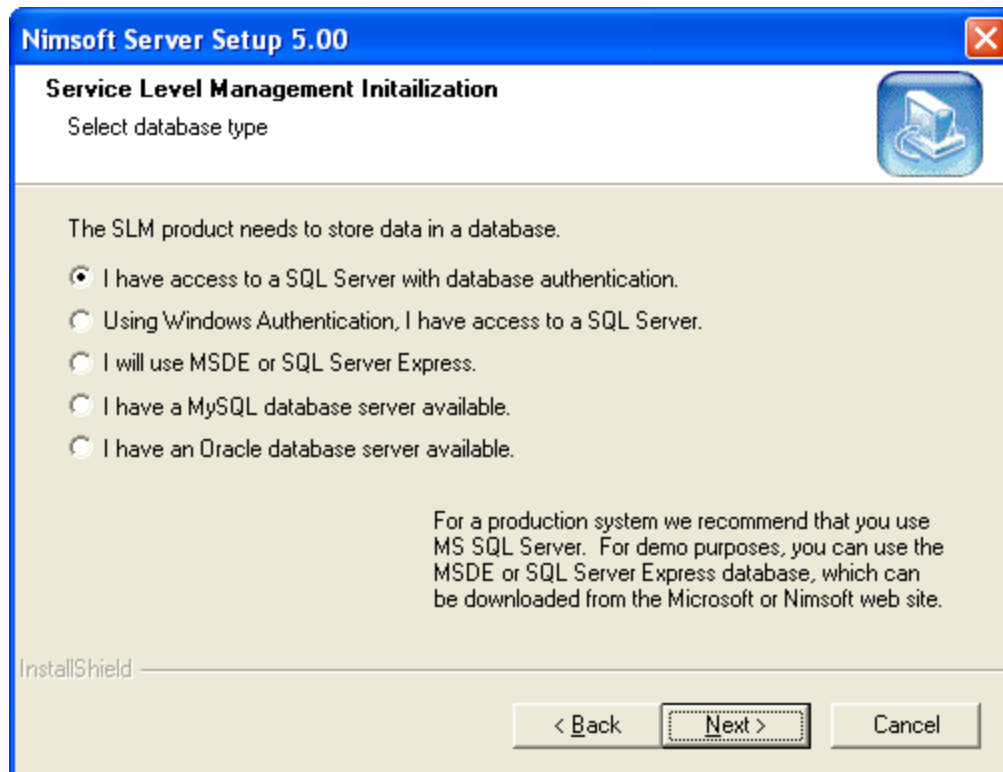 Nimsoft Server Setup 5.00
Service Level Management Initailization
Select database type
The SLM product needs to store data in a database.
I have access to a SQL Server with database authentication.
Using Windows Authentication, I have access to a SQL Server.
I will use MSDE or SQL Server Express.
I have a MySQL database server available.
I have an Oracle database server available.
For a production system we recommend that you use
MS SQL Server.  For demo purposes, you can use the
MSDE or SQL Server Express database, which can
be downloaded from the Microsoft or Nimsoft web site.
InstallShield
< Back
Next >
Cancel